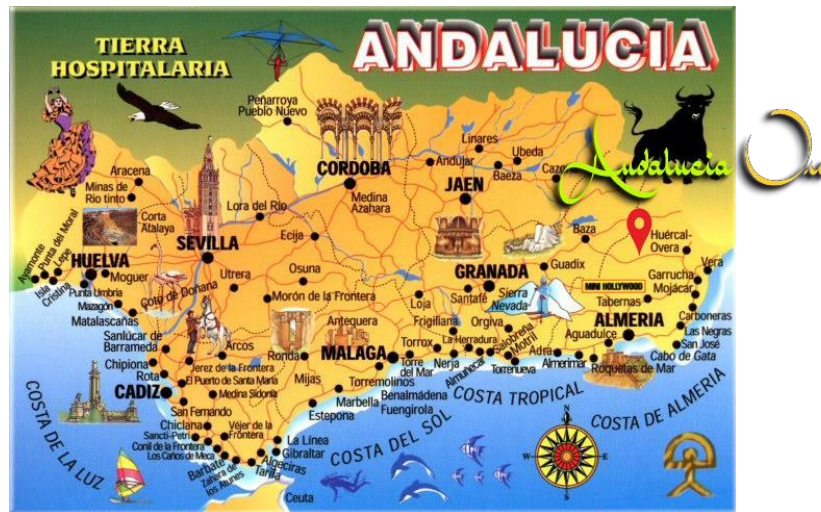 TIERRA
HOSPITALARIA
ANDALUCIA
Peñarroya
Pueblo Nuevo
CORDOBA
Medina
Azahara
Linares
Andujar
Ubeda
Baeza
JAEN
Andalucia
Aracena
Minas de
Rio tinto
Corta
Atalaya
Lora del Río
SEVILLA
Ecija
Baza
Huércal-
Overa
Ayamonte
Punta del Moral
Lepe
Isla
Cristina
HUELVA
Moguer
Punta Umbria
Mazagón
Matalascañas
Coto de Doñana
Utrera
Osuna
Morón de la Frontera
GRANADA
Guadix
Vera
Garrucha
Mojácar
MINI HOLLYWOOD
Tabernas
Loja
Santafé
Sierra
Nevada
Sanlúcar de
Barrameda
Arcos
Antequera
Frigiliana
Orgiva
ALMERIA
Carboneras
Las Negras
San José
Cabo de Gata
Chipiona
Rota
Jerez de la Frontera
El Puerto de Santa María
Medina Sidonia
Ronda
MALAGA
Torrox
La Herradura
Salobreña
Motril
Adra
Aguadulce
CADIZ
Mijas
Torre
del Mar
Nerja
Almuñecar
Torrenueva
Almerimar
Roquetas de Mar
San Fernando
Torremolinos
Benalmádena
Fuengirola
Marbella
Estepona
Chiclana
Sancti-Petri
Conil de la Frontera
Los Caños de Meca
Véjer de la
Frontera
La Línea
Gibraltar
Algeciras
Tarifa
Barbate
Zahara de
los Atunes
Ceuta
COSTA DE LA LUZ
COSTA DEL SOL
COSTA TROPICAL
COSTA DE ALMERIA
N
W
E
S